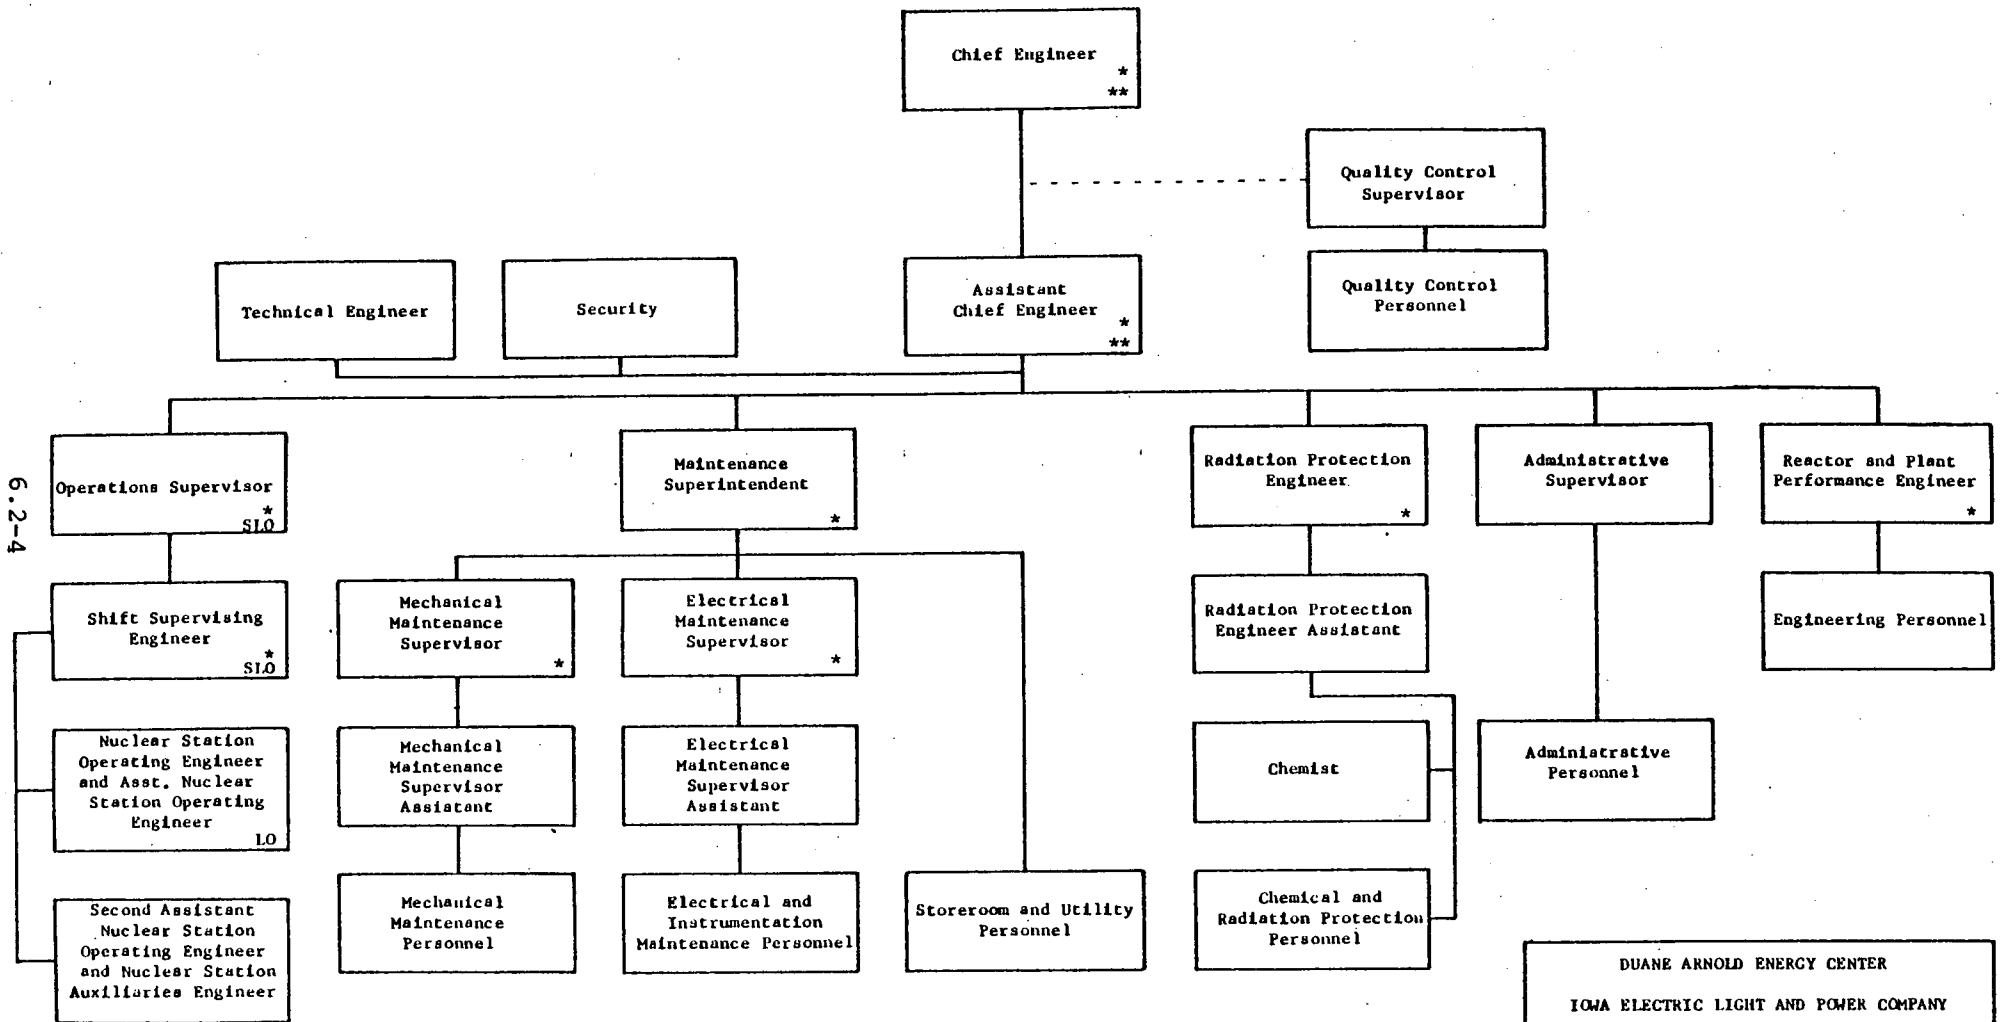 Chief Engineer
*
**
Quality Control
Supervisor
Quality Control
Personnel
Technical Engineer
Security
Assistant
Chief Engineer
*
**
6.2-4
Operations Supervisor
*
SLO
Maintenance
Superintendent
*
Radiation Protection
Engineer
*
Administrative
Supervisor
Reactor and Plant
Performance Engineer
*
Shift Supervising
Engineer
*
SLO
Mechanical
Maintenance
Supervisor
*
Electrical
Maintenance
Supervisor
*
Radiation Protection
Engineer Assistant
Engineering Personnel
Nuclear Station
Operating Engineer
and Asst. Nuclear
Station Operating
Engineer
LO
Mechanical
Maintenance
Supervisor
Assistant
Electrical
Maintenance
Supervisor
Assistant
Chemist
Administrative
Personnel
Second Assistant
Nuclear Station
Operating Engineer
and Nuclear Station
Auxiliaries Engineer
Mechanical
Maintenance
Personnel
Electrical and
Instrumentation
Maintenance Personnel
Storeroom and Utility
Personnel
Chemical and
Radiation Protection
Personnel
DUANE ARNOLD ENERGY CENTER
IOWA ELECTRIC LIGHT AND POWER COMPANY